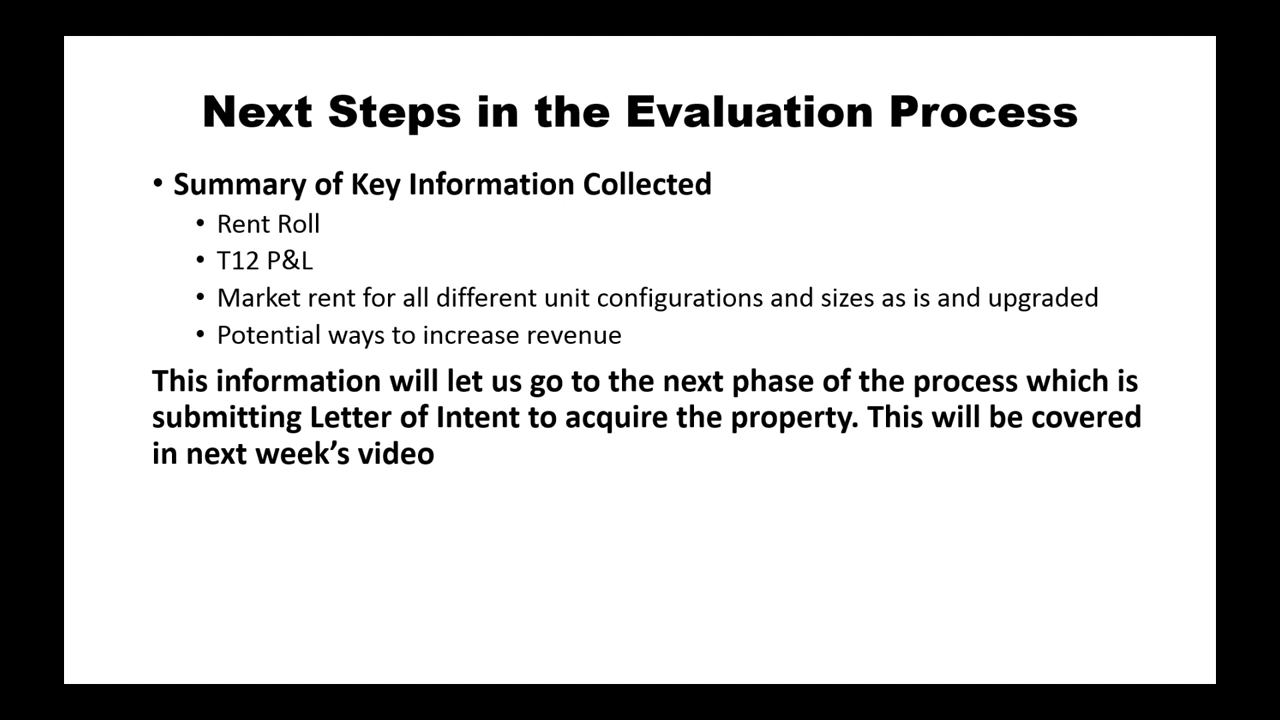 Next Steps in the Evaluation Process
• Summary of Key Information Collected
• Rent Roll
• T12 P&L
• Market rent for all different unit configurations and sizes as is and upgraded
• Potential ways to increase revenue
This information will let us go to the next phase of the process which is
submitting Letter of Intent to acquire the property. This will be covered
in next week’s video